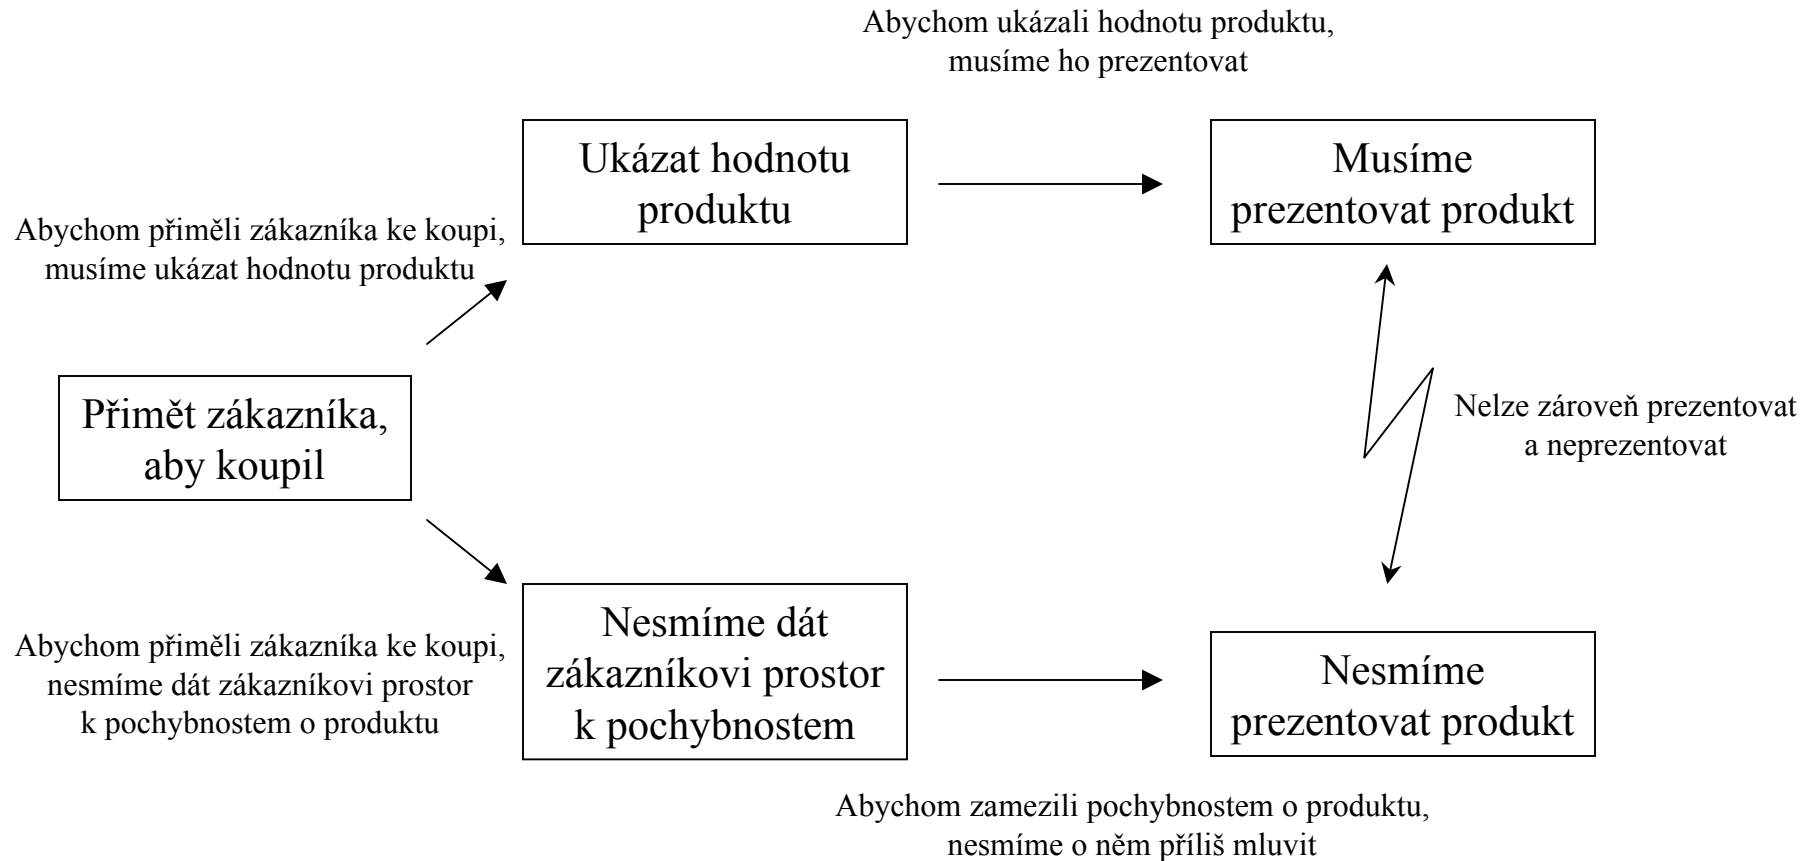 Abychom ukázali hodnotu produktu,
musíme ho prezentovat
Ukázat hodnotu
produktu
Musíme
prezentovat produkt
Abychom přiměli zákazníka ke koupi,
musíme ukázat hodnotu produktu
Přimět zákazníka,
aby koupil
Nelze zároveň prezentovat
a neprezentovat
Abychom přiměli zákazníka ke koupi,
nesmíme dát zákazníkovi prostor
k pochybnostem o produktu
Nesmíme dát
zákazníkovi prostor
k pochybnostem
Nesmíme
prezentovat produkt
Abychom zamezili pochybnostem o produktu,
nesmíme o něm příliš mluvit